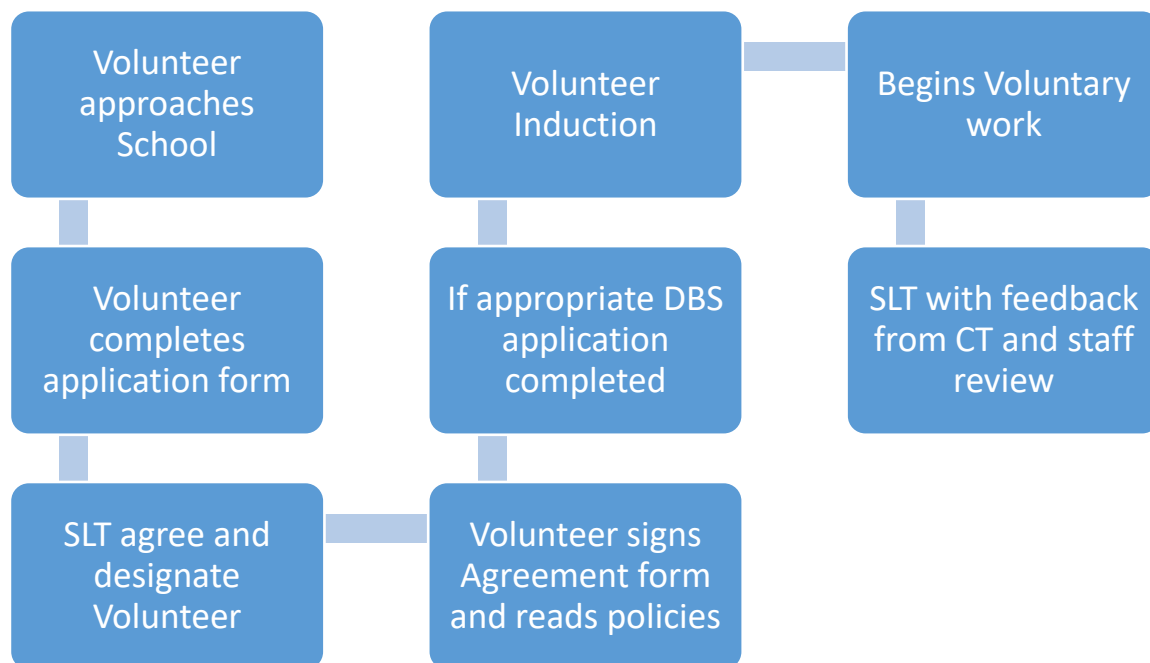 Volunteer
approaches
School
Volunteer
completes
application form
SLT agree and
designate
Volunteer
Volunteer signs
Agreement form
and reads policies
If appropriate DBS
application
completed
Volunteer
Induction
Begins Voluntary
work
SLT with feedback
from CT and staff
review